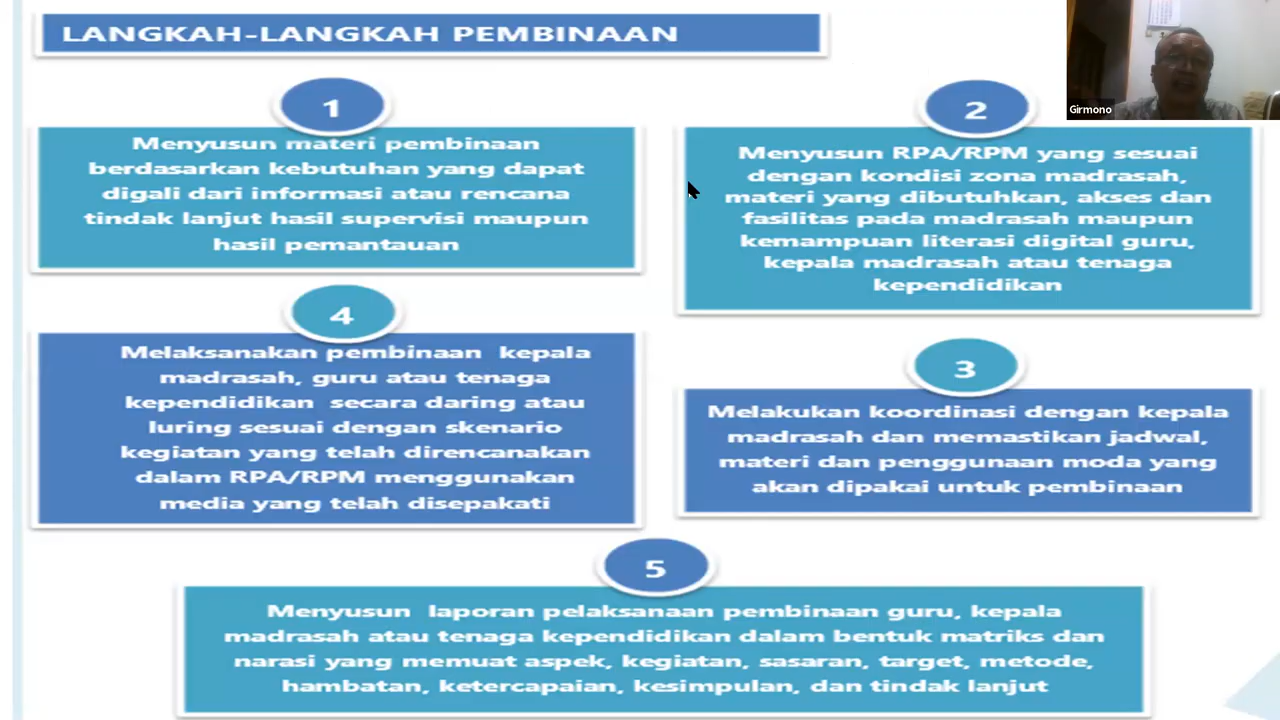 LANGKAH-LANGKAH PEMBINAAN
Girmono
1
Menyusun materi pembinaan
berdasarkan kebutuhan yang dapat
digali dari informasi atau rencana
tindak lanjut hasil supervisi maupun
hasil pemantauan
2
Menyusun RPA/RPM yang sesuai
dengan kondisi zona madrasah,
materi yang dibutuhkan, akses dan
fasilitas pada madrasah maupun
kemampuan literasi digital guru,
kepala madrasah atau tenaga
kependidikan
3
Melakukan koordinasi dengan kepala
madrasah dan memastikan jadwal,
materi dan penggunaan moda yang
akan dipakai untuk pembinaan
4
Melaksanakan pembinaan kepala
madrasah, guru atau tenaga
kependidikan secara daring atau
luring sesuai dengan skenario
kegiatan yang telah direncanakan
dalam RPA/RPM menggunakan
media yang telah disepakati
5
Menyusun laporan pelaksanaan pembinaan guru, kepala
madrasah atau tenaga kependidikan dalam bentuk matriks dan
narasi yang memuat aspek, kegiatan, sasaran, target, metode,
hambatan, ketercapaian, kesimpulan, dan tindak lanjut